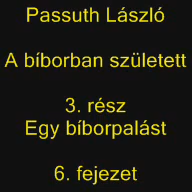 Passuth László
A bíborban született
3. rész
Egy bíborpalást
6. fejezet